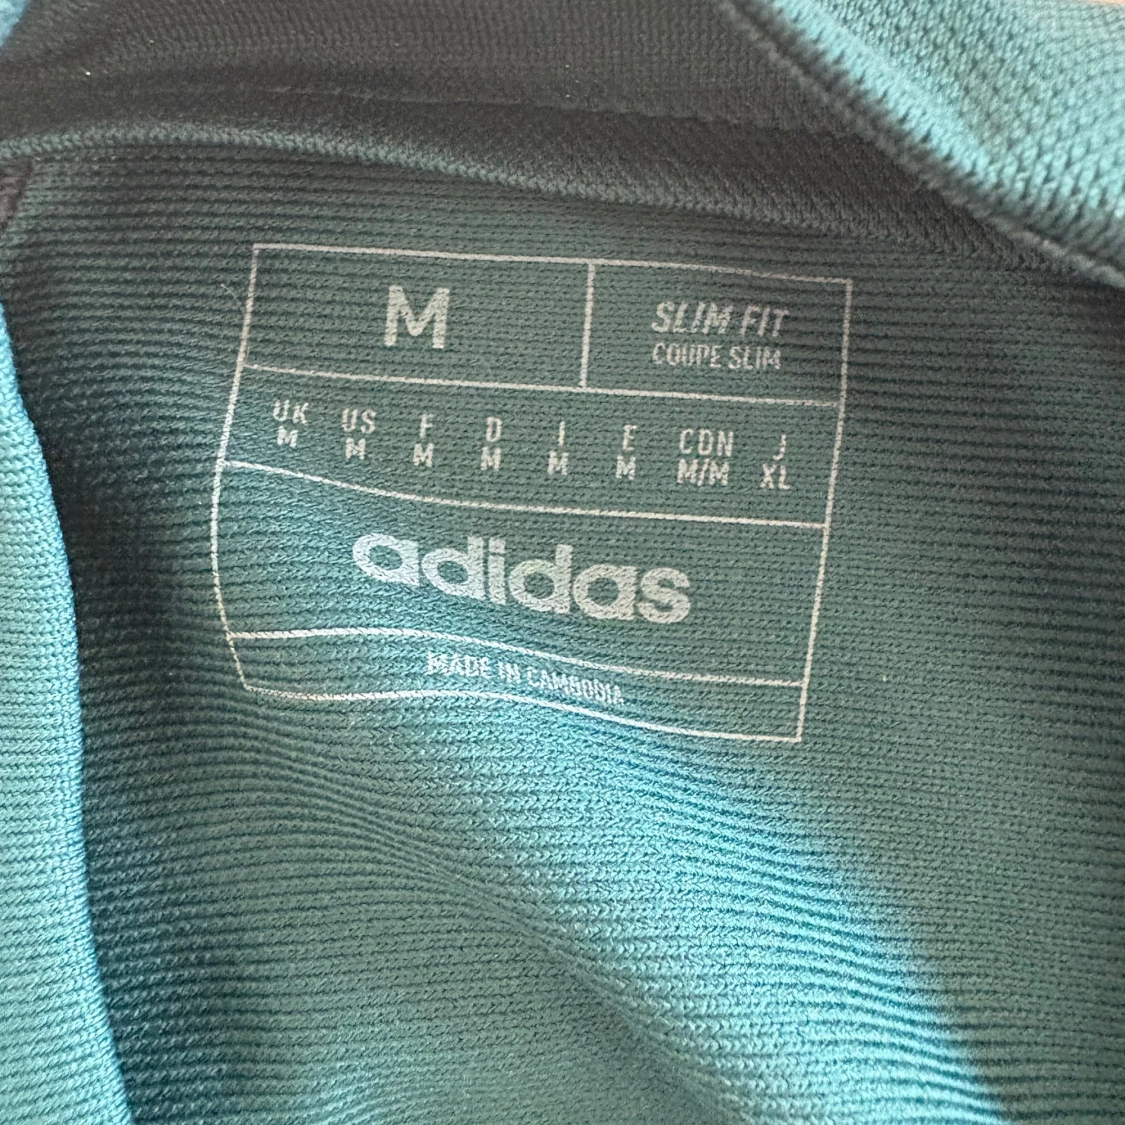 M
SLIM FIT
COUPE SLIM
UK US F D I E CDN J
M M M M M M M/M XL
adidas
MADE IN CAMBODIA